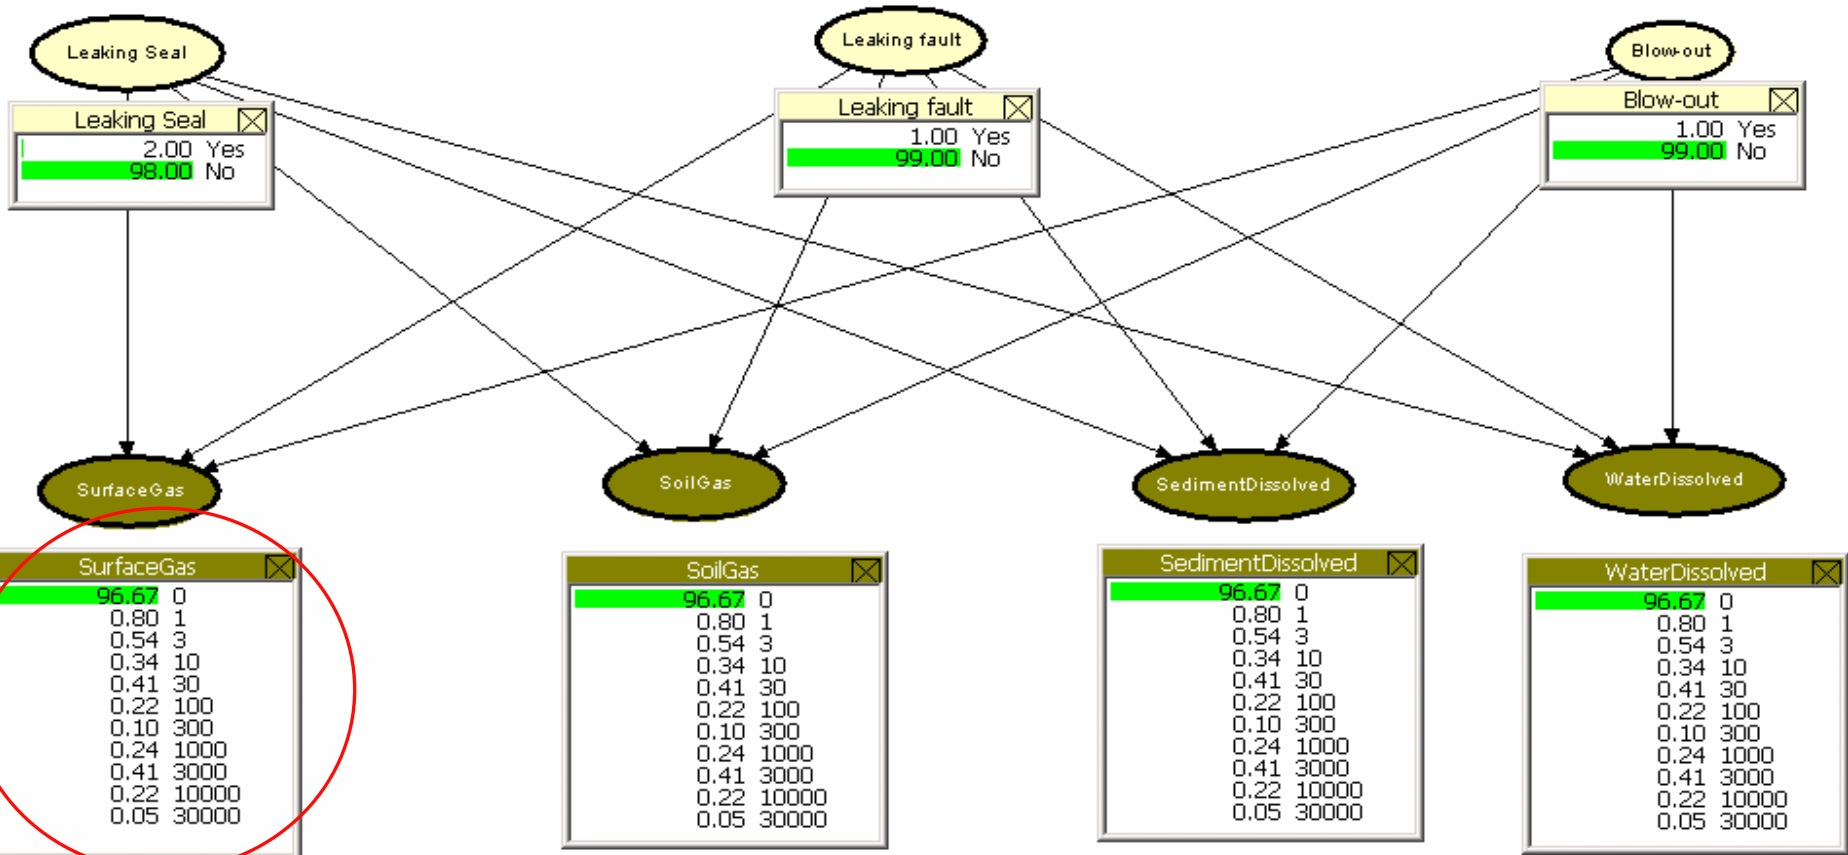 Leaking Seal
Leaking fault
Blow-out
Leaking Seal
2.00 Yes
98.00 No
Leaking fault
1.00 Yes
99.00 No
Blow-out
1.00 Yes
99.00 No
SurfaceGas
SoilGas
SedimentDissolved
WaterDissolved
SurfaceGas
96.67 0
0.80 1
0.54 3
0.34 10
0.41 30
0.22 100
0.10 300
0.24 1000
0.41 3000
0.22 10000
0.05 30000
SoilGas
96.67 0
0.80 1
0.54 3
0.34 10
0.41 30
0.22 100
0.10 300
0.24 1000
0.41 3000
0.22 10000
0.05 30000
SedimentDissolved
96.67 0
0.80 1
0.54 3
0.34 10
0.41 30
0.22 100
0.10 300
0.24 1000
0.41 3000
0.22 10000
0.05 30000
WaterDissolved
96.67 0
0.80 1
0.54 3
0.34 10
0.41 30
0.22 100
0.10 300
0.24 1000
0.41 3000
0.22 10000
0.05 30000